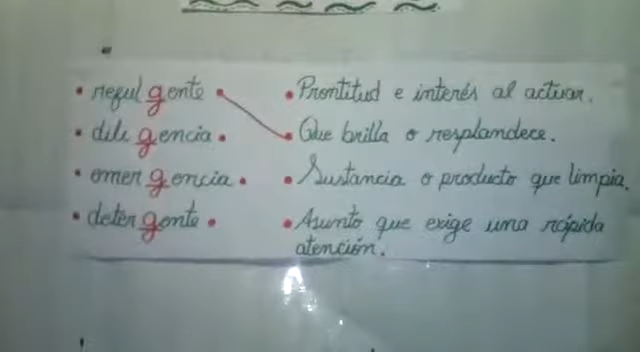 • refulgente • • Prontitud e interés al actuar.
• diligencia • • Que brilla o resplandece.
• emergencia • • Sustancia o producto que limpia.
• detergente • • Asunto que exige una rápida
atención.